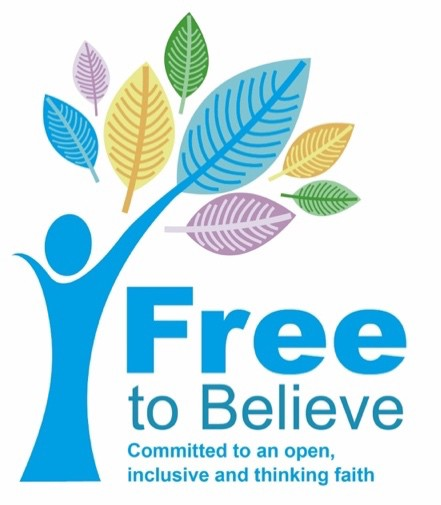 Free
to Believe
Committed to an open,
inclusive and thinking faith